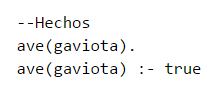 --Hechos
ave(gaviota).
ave(gaviota) :- true